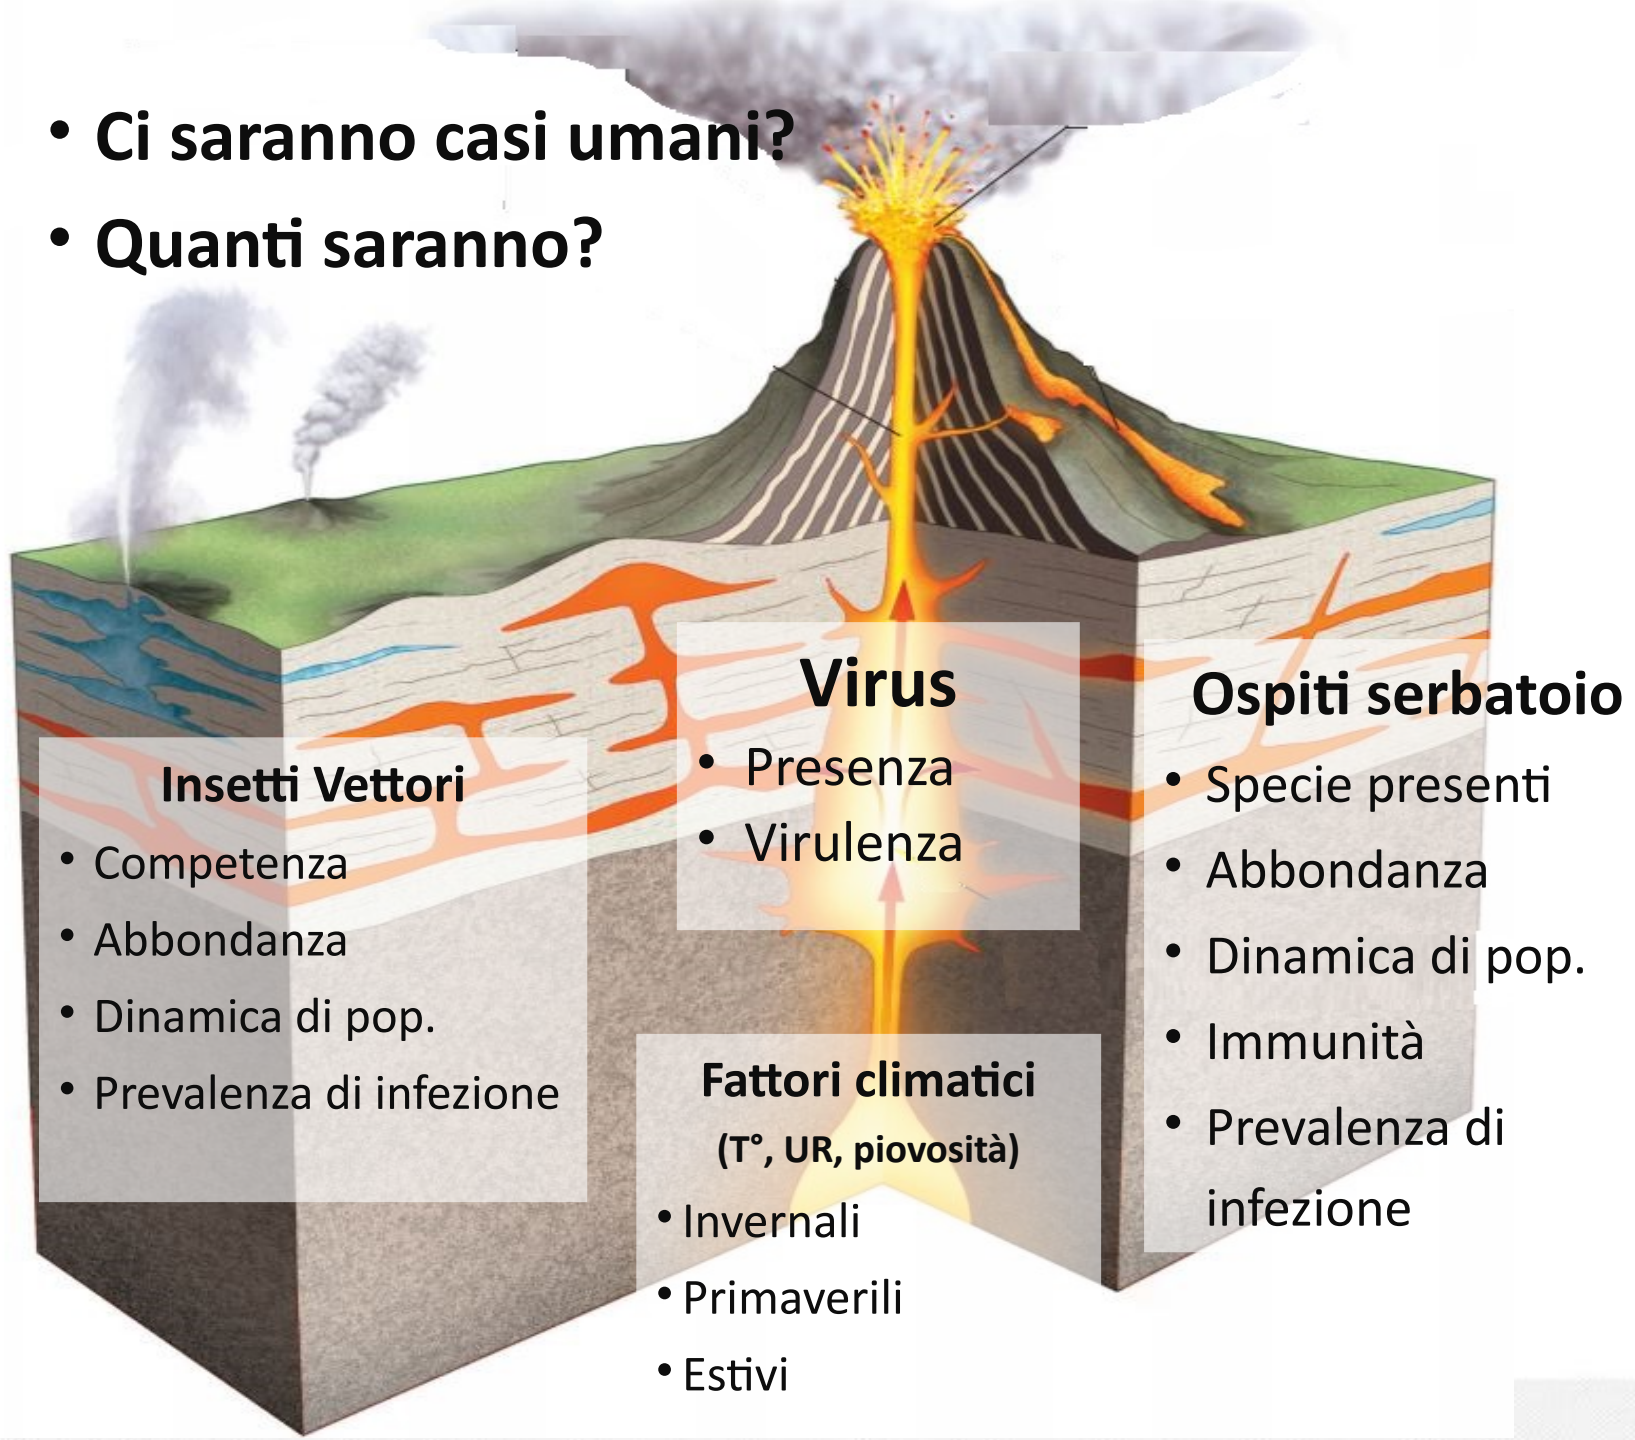 • Ci saranno casi umani?
• Quanti saranno?
Virus
• Presenza
• Virulenza
Ospiti serbatoio
• Specie presenti
• Abbondanza
• Dinamica di pop.
• Immunità
• Prevalenza di
infezione
Insetti Vettori
• Competenza
• Abbondanza
• Dinamica di pop.
• Prevalenza di infezione
Fattori climatici
(T°, UR, piovosità)
• Invernali
• Primaverili
• Estivi